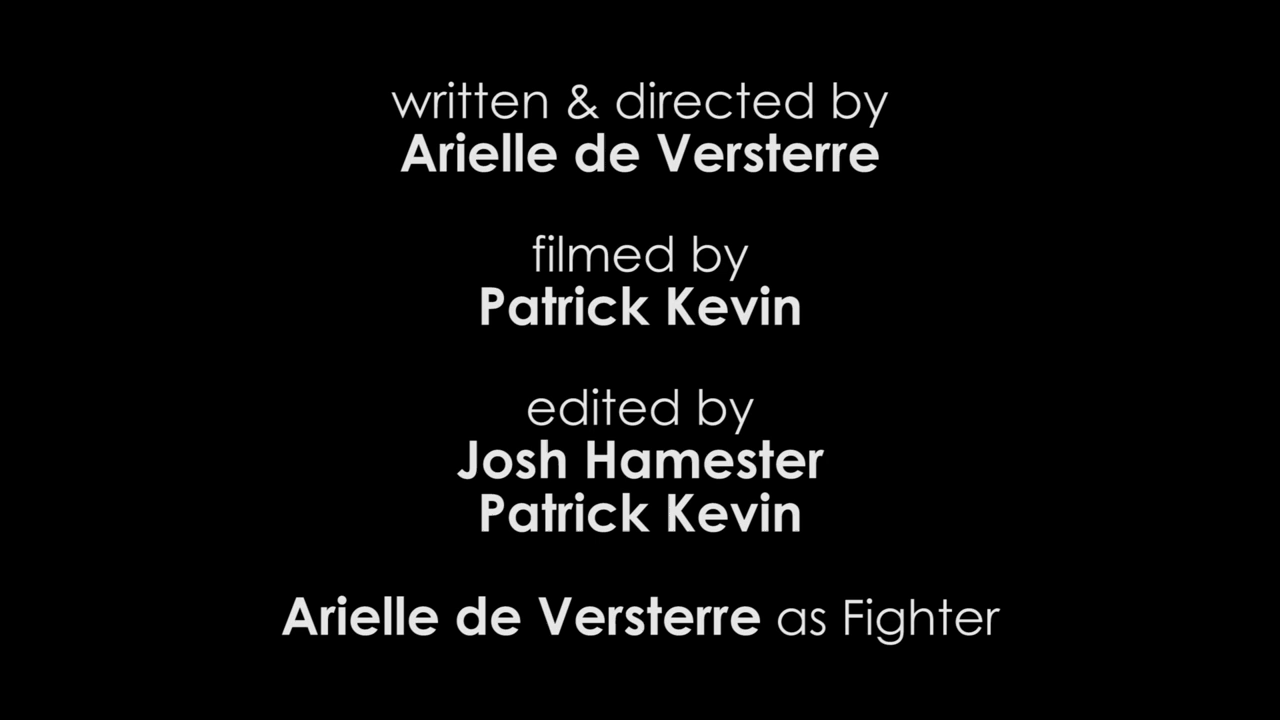 written & directed by
Arielle de Versterre
filmed by
Patrick Kevin
edited by
Josh Hamester
Patrick Kevin
Arielle de Versterre as Fighter